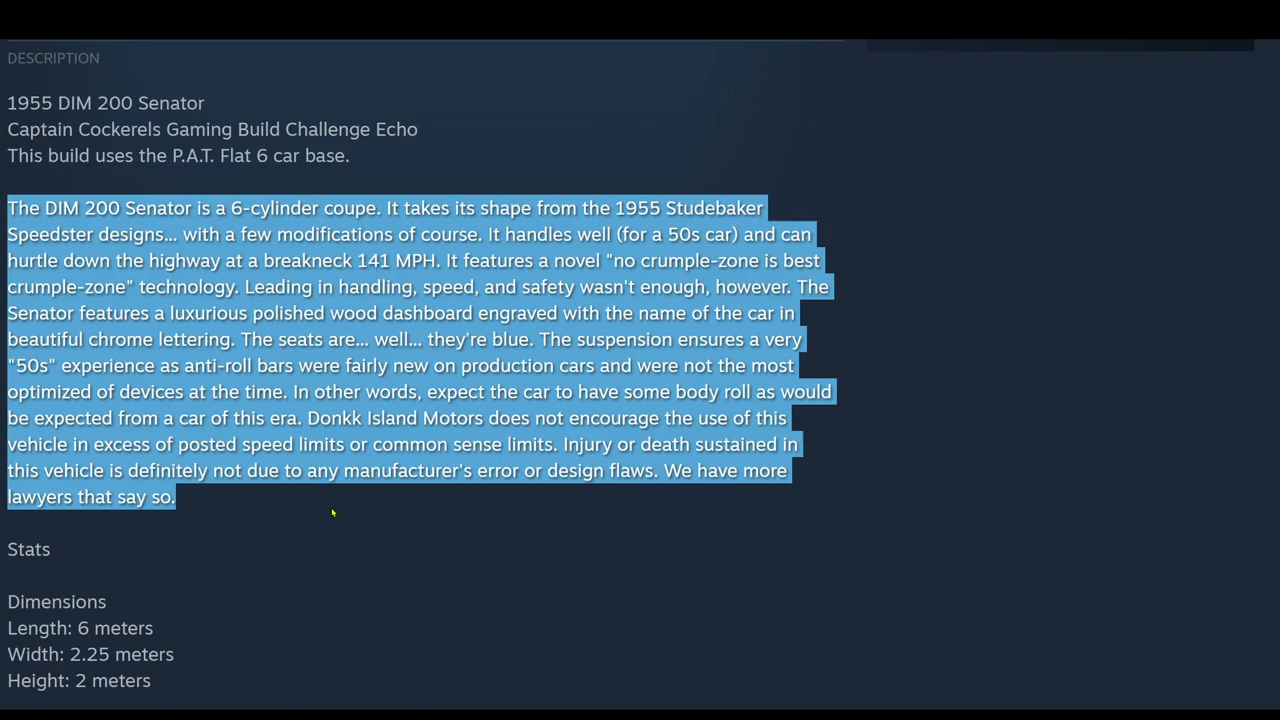 DESCRIPTION
1955 DIM 200 Senator
Captain Cockerels Gaming Build Challenge Echo
This build uses the P.A.T. Flat 6 car base.
The DIM 200 Senator is a 6-cylinder coupe. It takes its shape from the 1955 Studebaker
Speedster designs... with a few modifications of course. It handles well (for a 50s car) and can
hurtle down the highway at a breakneck 141 MPH. It features a novel "no crumple-zone is best
crumple-zone" technology. Leading in handling, speed, and safety wasn't enough, however. The
Senator features a luxurious polished wood dashboard engraved with the name of the car in
beautiful chrome lettering. The seats are... well... they're blue. The suspension ensures a very
"50s" experience as anti-roll bars were fairly new on production cars and were not the most
optimized of devices at the time. In other words, expect the car to have some body roll as would
be expected from a car of this era. Donkk Island Motors does not encourage the use of this
vehicle in excess of posted speed limits or common sense limits. Injury or death sustained in
this vehicle is definitely not due to any manufacturer's error or design flaws. We have more
lawyers that say so.
Stats
Dimensions
Length: 6 meters
Width: 2.25 meters
Height: 2 meters